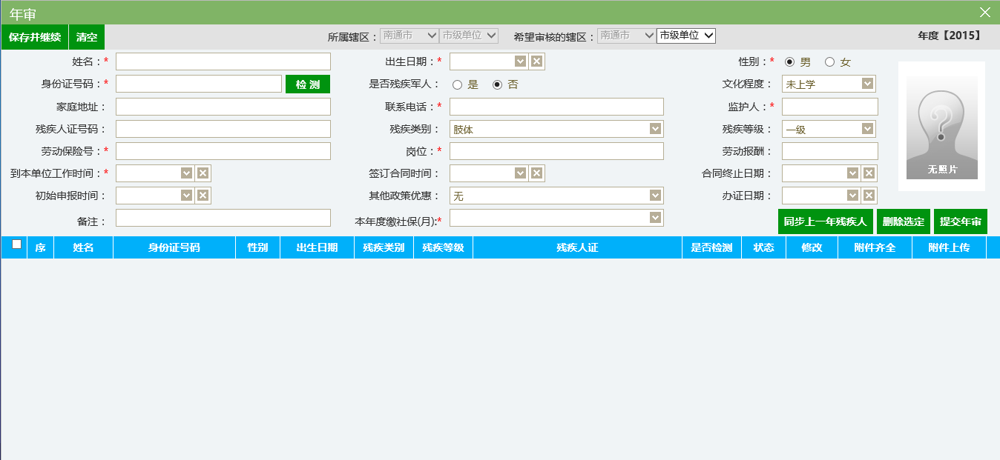 年审
保存并继续 清空 所属辖区： 南通市 市级单位 希望审核的辖区： 南通市 市级单位 年度【2015】
姓名：* 出生日期：* 性别：* 男 女
身份证号码：* 检 测 是否残疾军人： 是 否 文化程度： 未上学
家庭地址： 联系电话：* 监护人：*
残疾人证号码： 残疾类别： 肢体 残疾等级： 一级
劳动保险号：* 岗位：* 劳动报酬：
无照片
到本单位工作时间：* 签订合同时间： 合同终止日期：
初始申报时间： 其他政策优惠： 无 办证日期：
备注： 本年度缴社保(月):* 同步上一年残疾人 删除选定 提交年审
序 姓名 身份证号码 性别 出生日期 残疾类别 残疾等级 残疾人证 是否检测 状态 修改 附件齐全 附件上传